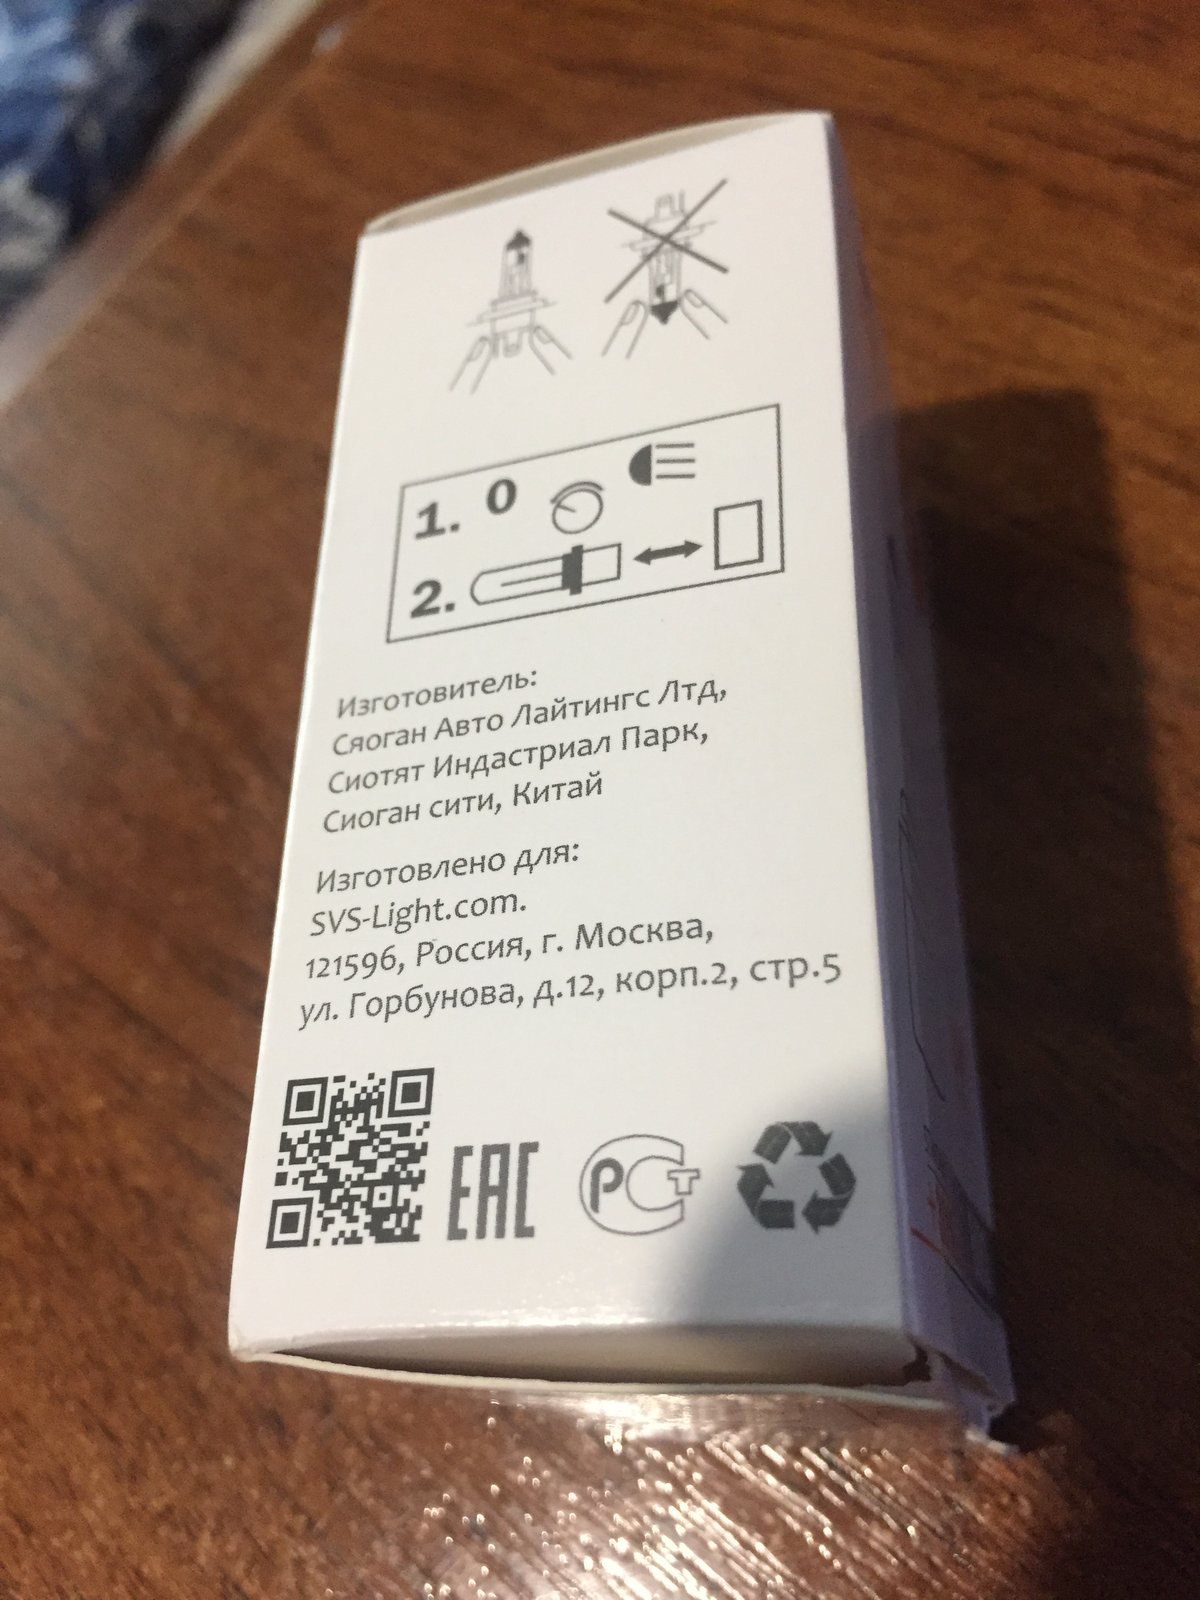 1. 0
2.
Изготовитель:
Сяоган Авто Лайтингс Лтд,
Сиотят Индастриал Парк,
Сиоган сити, Китай
Изготовлено для:
SVS-Light.com.
121596, Россия, г. Москва,
ул. Горбунова, д.12, корп.2, стр.5
EAC РСТ